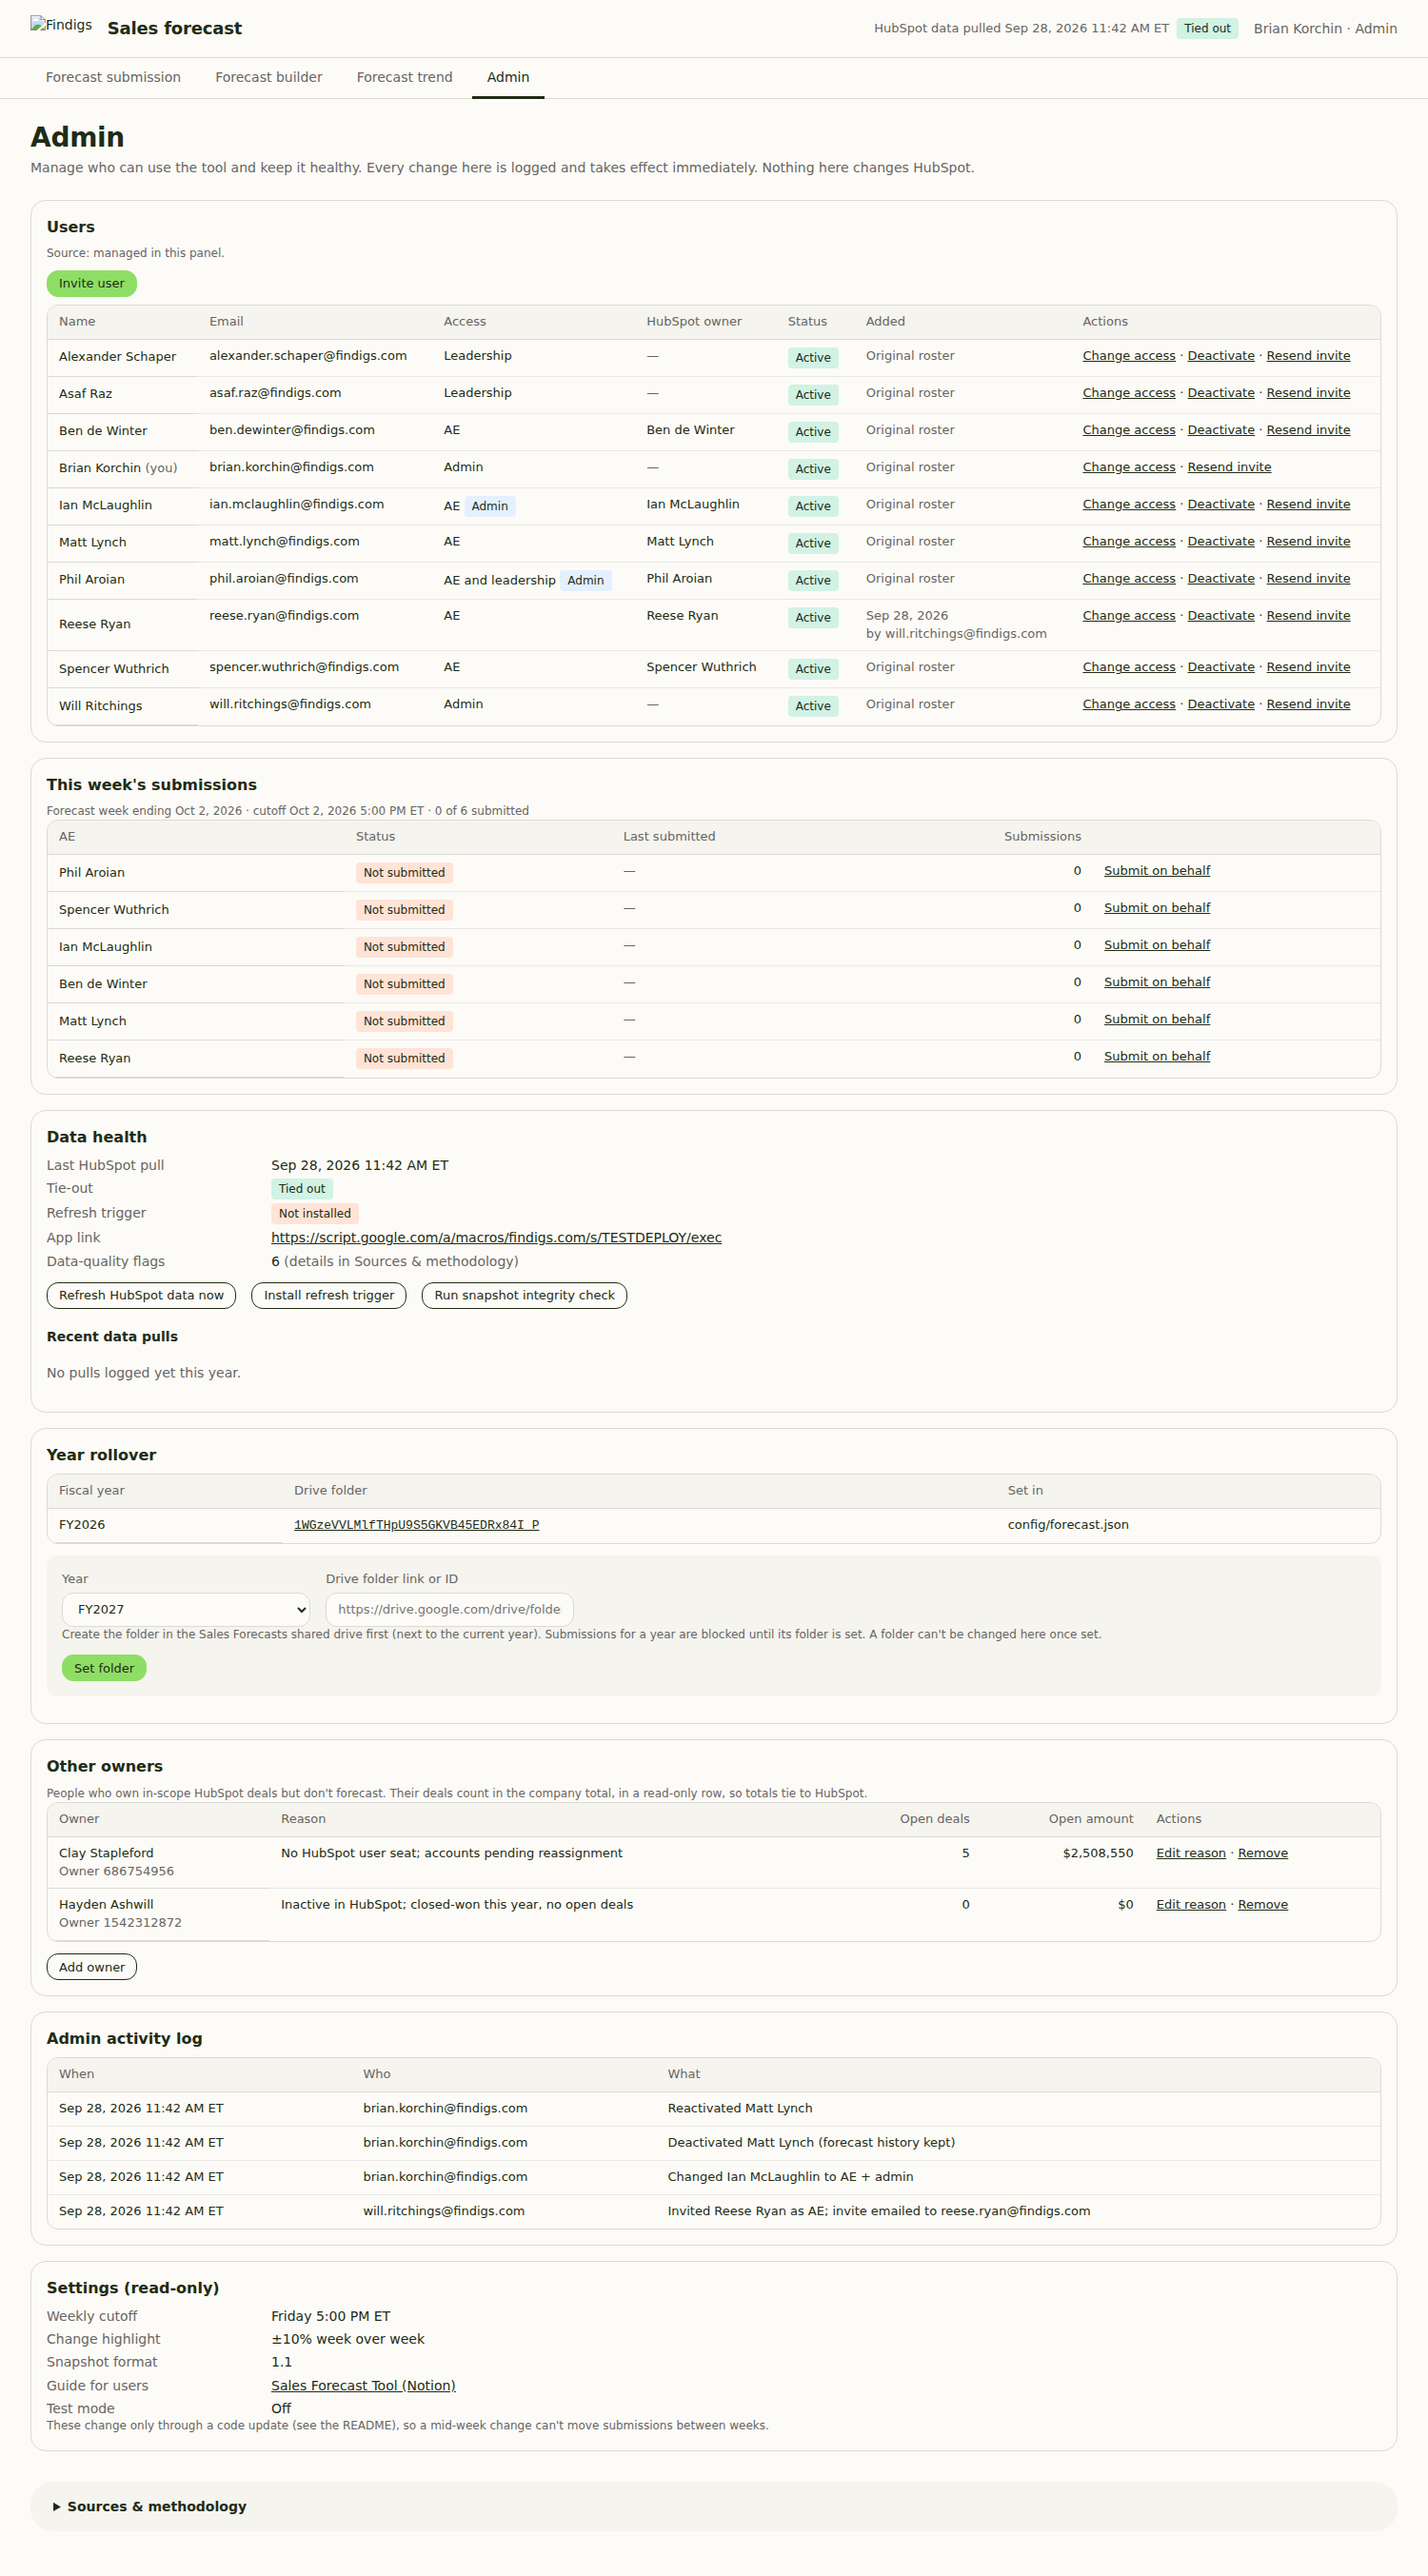 Findigs Sales forecast HubSpot data pulled Sep 28, 2026 11:42 AM ET Tied out Brian Korchin · Admin
Forecast submission Forecast builder Forecast trend Admin
Admin
Manage who can use the tool and keep it healthy. Every change here is logged and takes effect immediately. Nothing here changes HubSpot.
Users
Source: managed in this panel.
Invite user
Name Email Access HubSpot owner Status Added Actions
Alexander Schaper alexander.schaper@findigs.com Leadership — Active Original roster Change access · Deactivate · Resend invite
Asaf Raz asaf.raz@findigs.com Leadership — Active Original roster Change access · Deactivate · Resend invite
Ben de Winter ben.dewinter@findigs.com AE Ben de Winter Active Original roster Change access · Deactivate · Resend invite
Brian Korchin (you) brian.korchin@findigs.com Admin — Active Original roster Change access · Resend invite
Ian McLaughlin ian.mclaughlin@findigs.com AE Admin Ian McLaughlin Active Original roster Change access · Deactivate · Resend invite
Matt Lynch matt.lynch@findigs.com AE Matt Lynch Active Original roster Change access · Deactivate · Resend invite
Phil Aroian phil.aroian@findigs.com AE and leadership Admin Phil Aroian Active Original roster Change access · Deactivate · Resend invite
Reese Ryan reese.ryan@findigs.com AE Reese Ryan Active Sep 28, 2026 Change access · Deactivate · Resend invite
by will.ritchings@findigs.com
Spencer Wuthrich spencer.wuthrich@findigs.com AE Spencer Wuthrich Active Original roster Change access · Deactivate · Resend invite
Will Ritchings will.ritchings@findigs.com Admin — Active Original roster Change access · Deactivate · Resend invite
This week's submissions
Forecast week ending Oct 2, 2026 · cutoff Oct 2, 2026 5:00 PM ET · 0 of 6 submitted
AE Status Last submitted Submissions
Phil Aroian Not submitted — 0 Submit on behalf
Spencer Wuthrich Not submitted — 0 Submit on behalf
Ian McLaughlin Not submitted — 0 Submit on behalf
Ben de Winter Not submitted — 0 Submit on behalf
Matt Lynch Not submitted — 0 Submit on behalf
Reese Ryan Not submitted — 0 Submit on behalf
Data health
Last HubSpot pull Sep 28, 2026 11:42 AM ET
Tie-out Tied out
Refresh trigger Not installed
App link https://script.google.com/a/macros/findigs.com/s/TESTDEPLOY/exec
Data-quality flags 6 (details in Sources & methodology)
Refresh HubSpot data now Install refresh trigger Run snapshot integrity check
Recent data pulls
No pulls logged yet this year.
Year rollover
Fiscal year Drive folder Set in
FY2026 1WGzeVVLMlfTHpU9S5GKVB45EDRx84I_P config/forecast.json
Year Drive folder link or ID
FY2027 https://drive.google.com/drive/folde
Create the folder in the Sales Forecasts shared drive first (next to the current year). Submissions for a year are blocked until its folder is set. A folder can't be changed here once set.
Set folder
Other owners
People who own in-scope HubSpot deals but don't forecast. Their deals count in the company total, in a read-only row, so totals tie to HubSpot.
Owner Reason Open deals Open amount Actions
Clay Stapleford No HubSpot user seat; accounts pending reassignment 5 $2,508,550 Edit reason · Remove
Owner 686754956
Hayden Ashwill Inactive in HubSpot; closed-won this year, no open deals 0 $0 Edit reason · Remove
Owner 1542312872
Add owner
Admin activity log
When Who What
Sep 28, 2026 11:42 AM ET brian.korchin@findigs.com Reactivated Matt Lynch
Sep 28, 2026 11:42 AM ET brian.korchin@findigs.com Deactivated Matt Lynch (forecast history kept)
Sep 28, 2026 11:42 AM ET brian.korchin@findigs.com Changed Ian McLaughlin to AE + admin
Sep 28, 2026 11:42 AM ET will.ritchings@findigs.com Invited Reese Ryan as AE; invite emailed to reese.ryan@findigs.com
Settings (read-only)
Weekly cutoff Friday 5:00 PM ET
Change highlight ±10% week over week
Snapshot format 1.1
Guide for users Sales Forecast Tool (Notion)
Test mode Off
These change only through a code update (see the README), so a mid-week change can't move submissions between weeks.
Sources & methodology